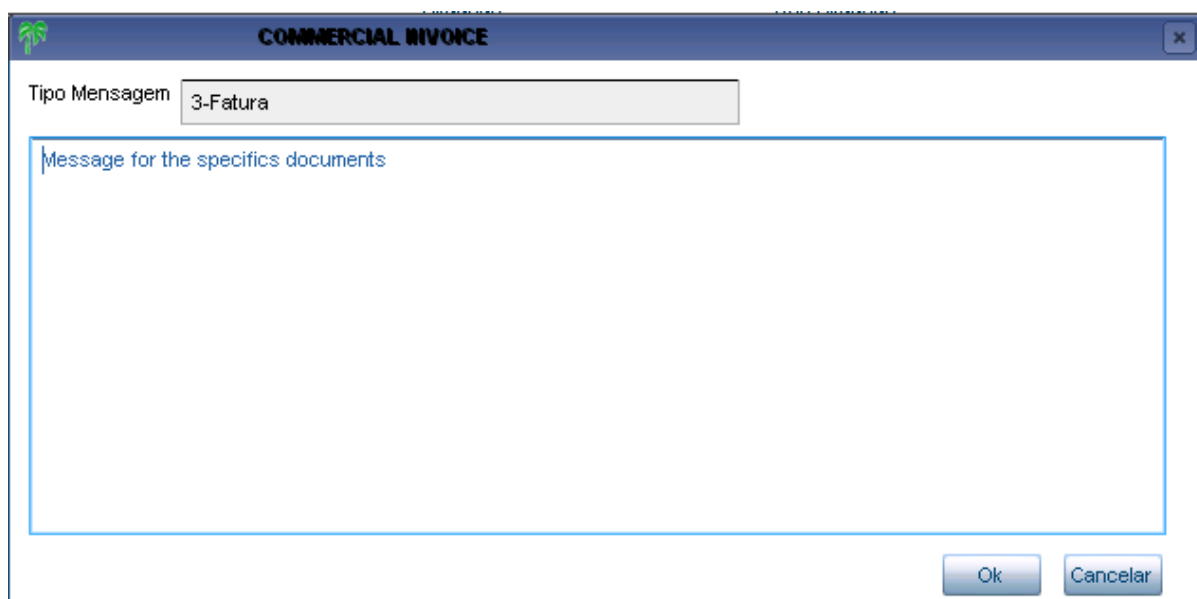 COMMERCIAL INVOICE
Tipo Mensagem 3-Fatura
Message for the specifics documents
Ok Cancelar